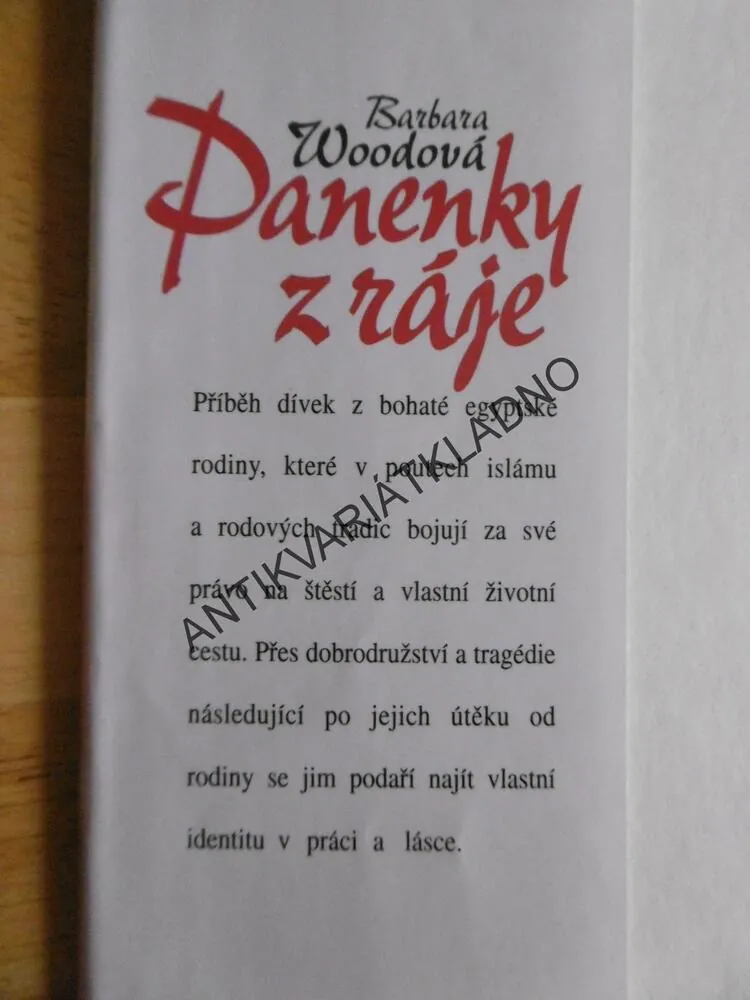 Barbara
Woodová
Panenky
z ráje
Příběh dívek z bohaté egyptské
rodiny, které v poutech islámu
a rodových tradic bojují za své
právo na štěstí a vlastní životní
cestu. Přes dobrodružství a tragédie
následující po jejich útěku od
rodiny se jim podaří najít vlastní
identitu v práci a lásce.
ANTIKVARIÁTKLADNO